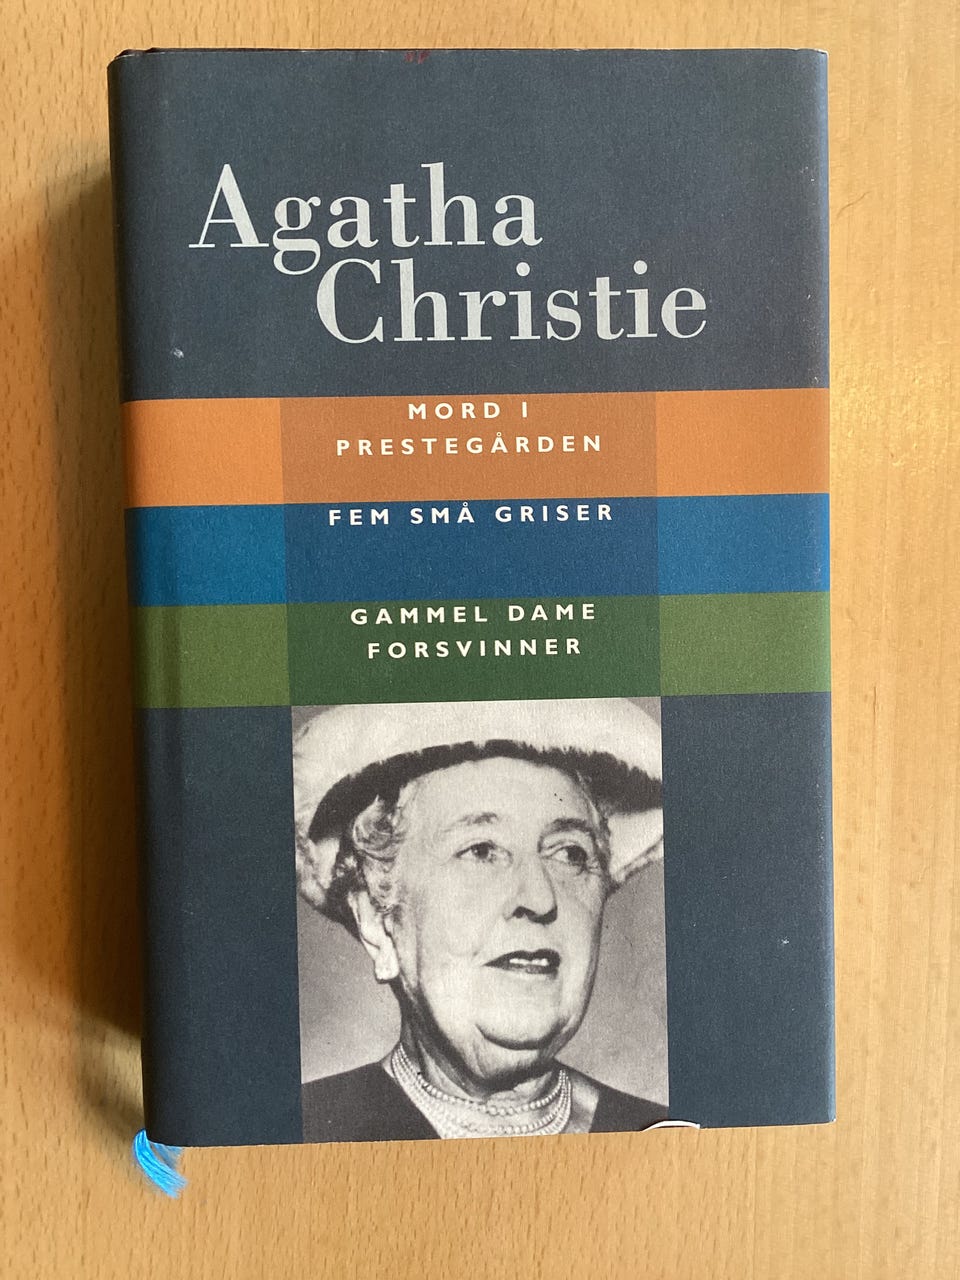 Agatha
Christie
MORD I
PRESTEGÅRDEN
FEM SMÅ GRISER
GAMMEL DAME
FORSVINNER